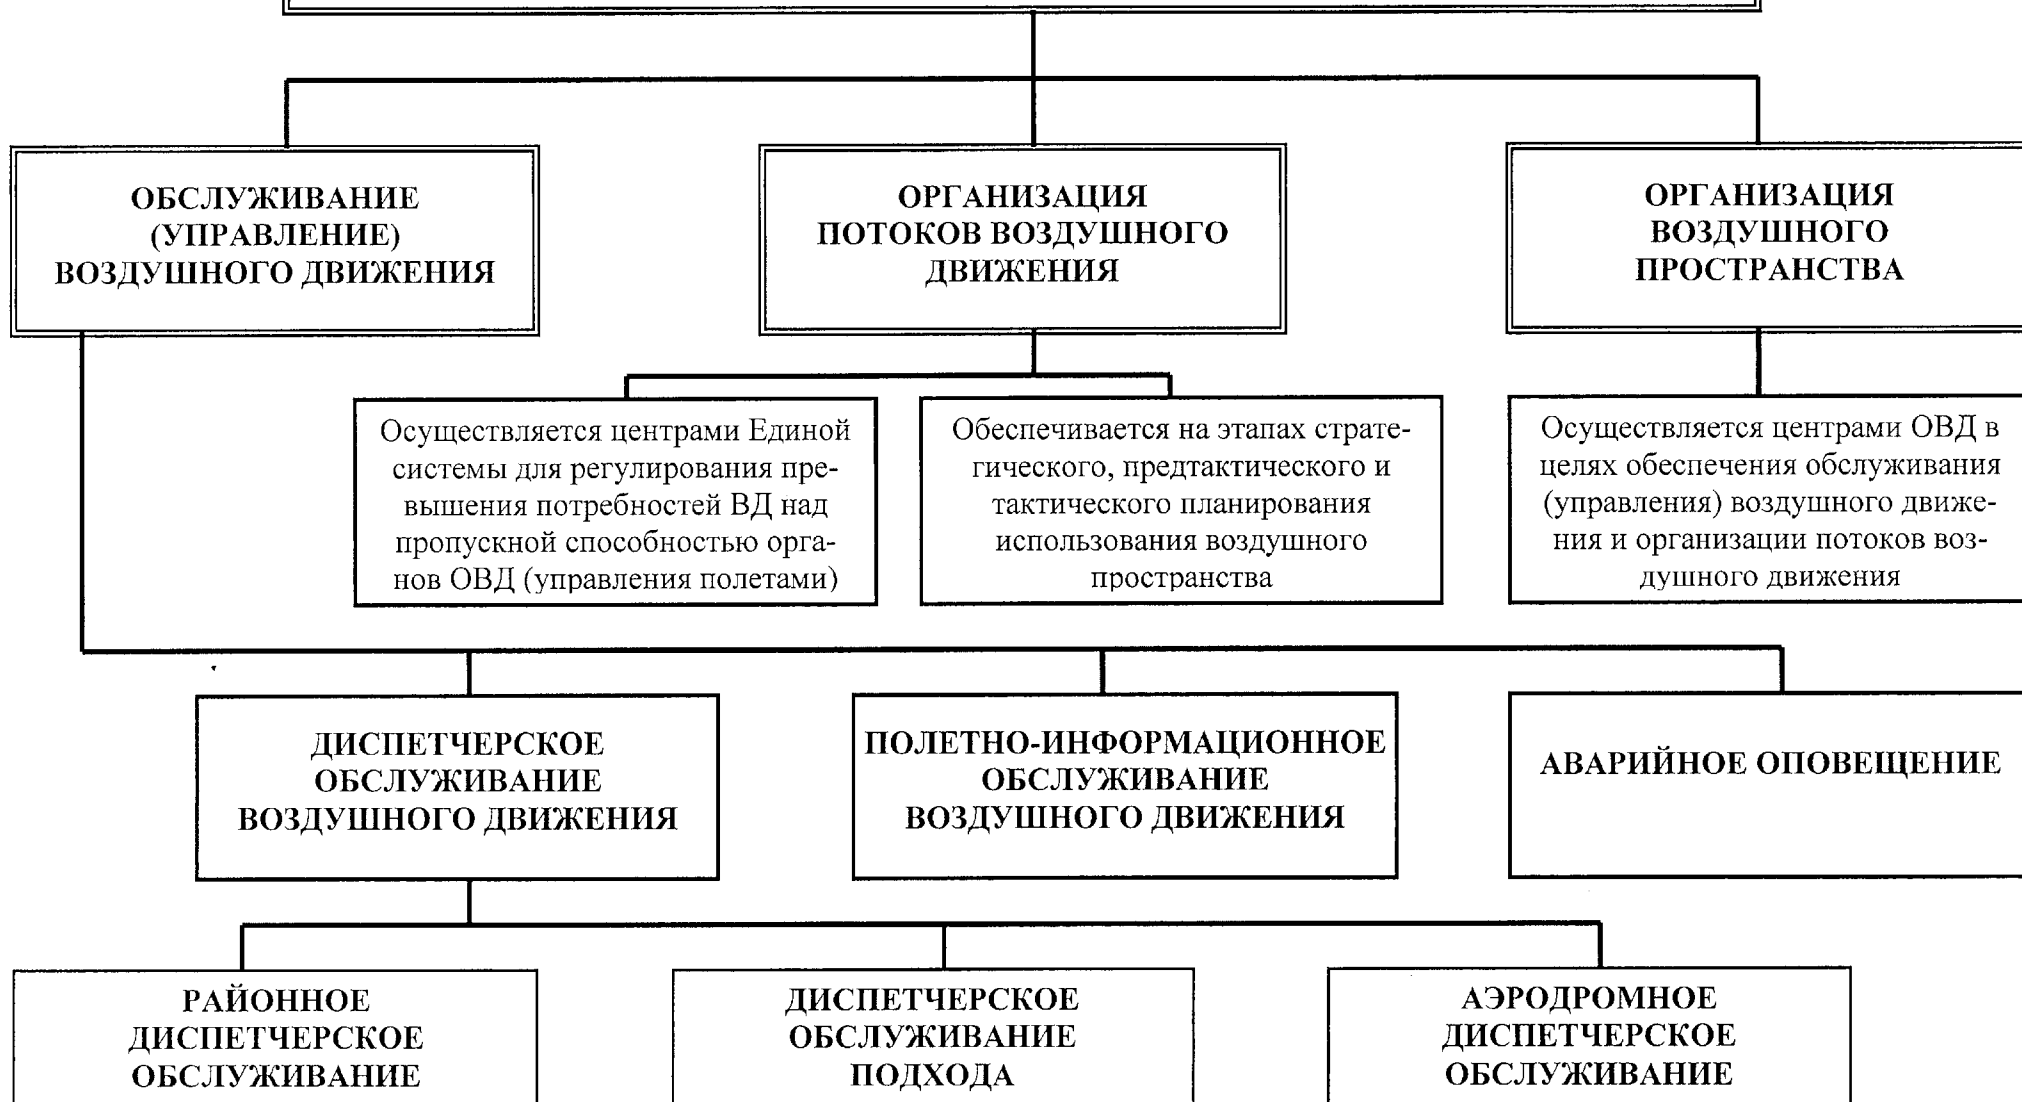 ОБСЛУЖИВАНИЕ
(УПРАВЛЕНИЕ)
ВОЗДУШНОГО ДВИЖЕНИЯ
ОРГАНИЗАЦИЯ
ПОТОКОВ ВОЗДУШНОГО
ДВИЖЕНИЯ
ОРГАНИЗАЦИЯ
ВОЗДУШНОГО
ПРОСТРАНСТВА
Осуществляется центрами Единой
системы для регулирования пре-
вышения потребностей ВД над
пропускной способностью орга-
нов ОВД (управления полетами)
Обеспечивается на этапах страте-
гического, предтактического и
тактического планирования
использования воздушного
пространства
Осуществляется центрами ОВД в
целях обеспечения обслуживания
(управления) воздушного движе-
ния и организации потоков воз-
душного движения
ДИСПЕТЧЕРСКОЕ
ОБСЛУЖИВАНИЕ
ВОЗДУШНОГО ДВИЖЕНИЯ
ПОЛЕТНО-ИНФОРМАЦИОННОЕ
ОБСЛУЖИВАНИЕ
ВОЗДУШНОГО ДВИЖЕНИЯ
АВАРИЙНОЕ ОПОВЕЩЕНИЕ
РАЙОННОЕ
ДИСПЕТЧЕРСКОЕ
ОБСЛУЖИВАНИЕ
ДИСПЕТЧЕРСКОЕ
ОБСЛУЖИВАНИЕ
ПОДХОДА
АЭРОДРОМНОЕ
ДИСПЕТЧЕРСКОЕ
ОБСЛУЖИВАНИЕ